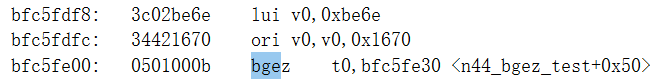 bfc5fdf8: 3c02be6e lui v0,0xbe6e
bfc5fdfc: 34421670 ori v0,v0,0x1670
bfc5fe00: 0501000b bgez t0,bfc5fe30 <n44_bgez_test+0x50>